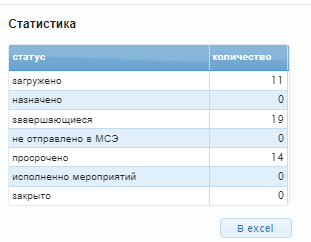 Статистика
статус количество
загружено 11
назначено 0
завершающиеся 19
не отправлено в МСЭ 0
просрочено 14
исполненно мероприятий 0
закрыто 0
В excel